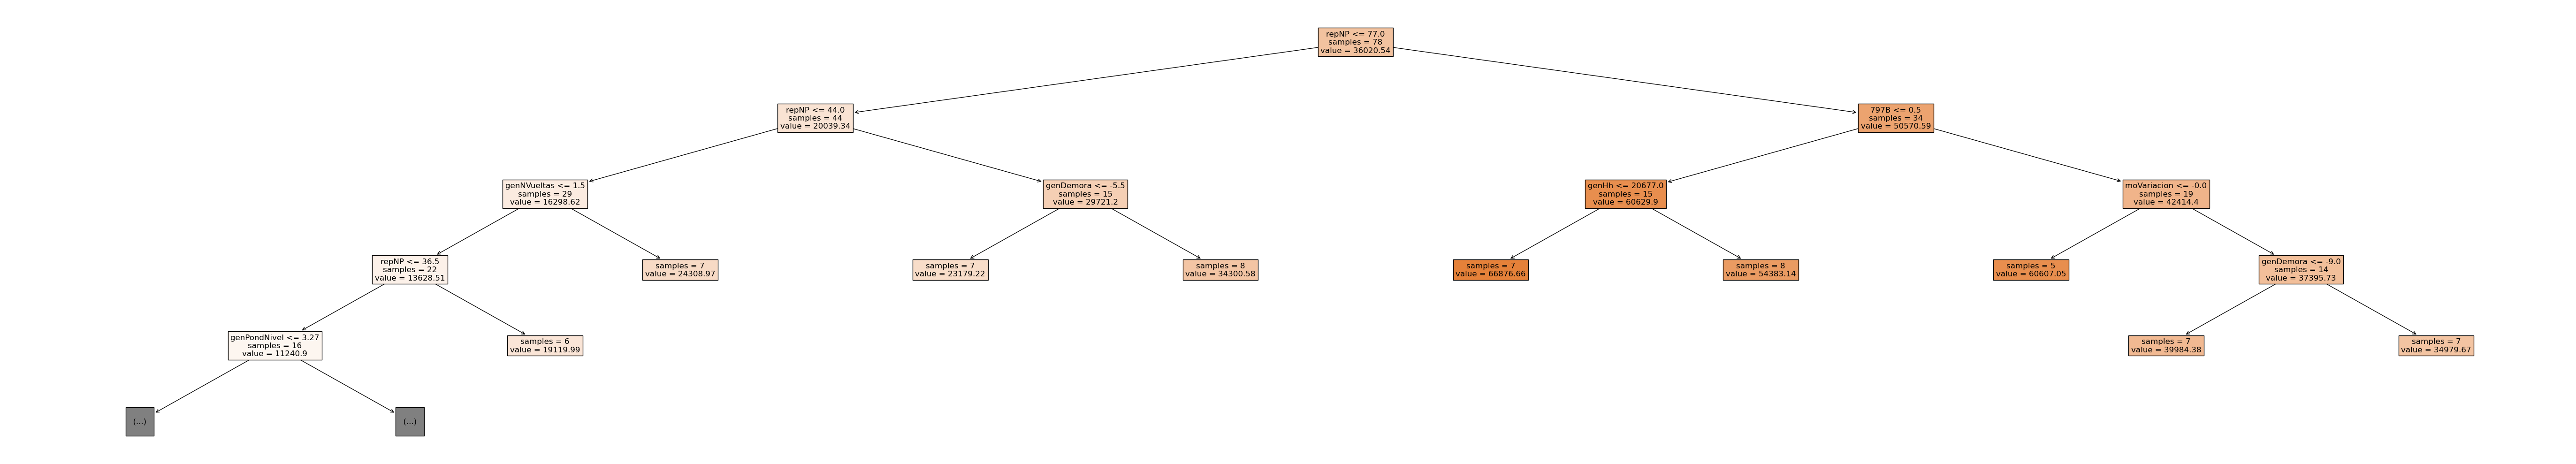 repNP <= 77.0
samples = 78
value = 36020.54
repNP <= 44.0
samples = 44
value = 20039.34
797B <= 0.5
samples = 34
value = 50570.59
genNVueltas <= 1.5
samples = 29
value = 16298.62
genDemora <= -5.5
samples = 15
value = 29721.2
genHh <= 20677.0
samples = 15
value = 60629.9
moVariacion <= -0.0
samples = 19
value = 42414.4
repNP <= 36.5
samples = 22
value = 13628.51
samples = 7
value = 24308.97
samples = 7
value = 23179.22
samples = 8
value = 34300.58
samples = 7
value = 66876.66
samples = 8
value = 54383.14
samples = 5
value = 60607.05
genDemora <= -9.0
samples = 14
value = 37395.73
genPondNivel <= 3.27
samples = 16
value = 11240.9
samples = 6
value = 19119.99
samples = 7
value = 39984.38
samples = 7
value = 34979.67
(...)
(...)